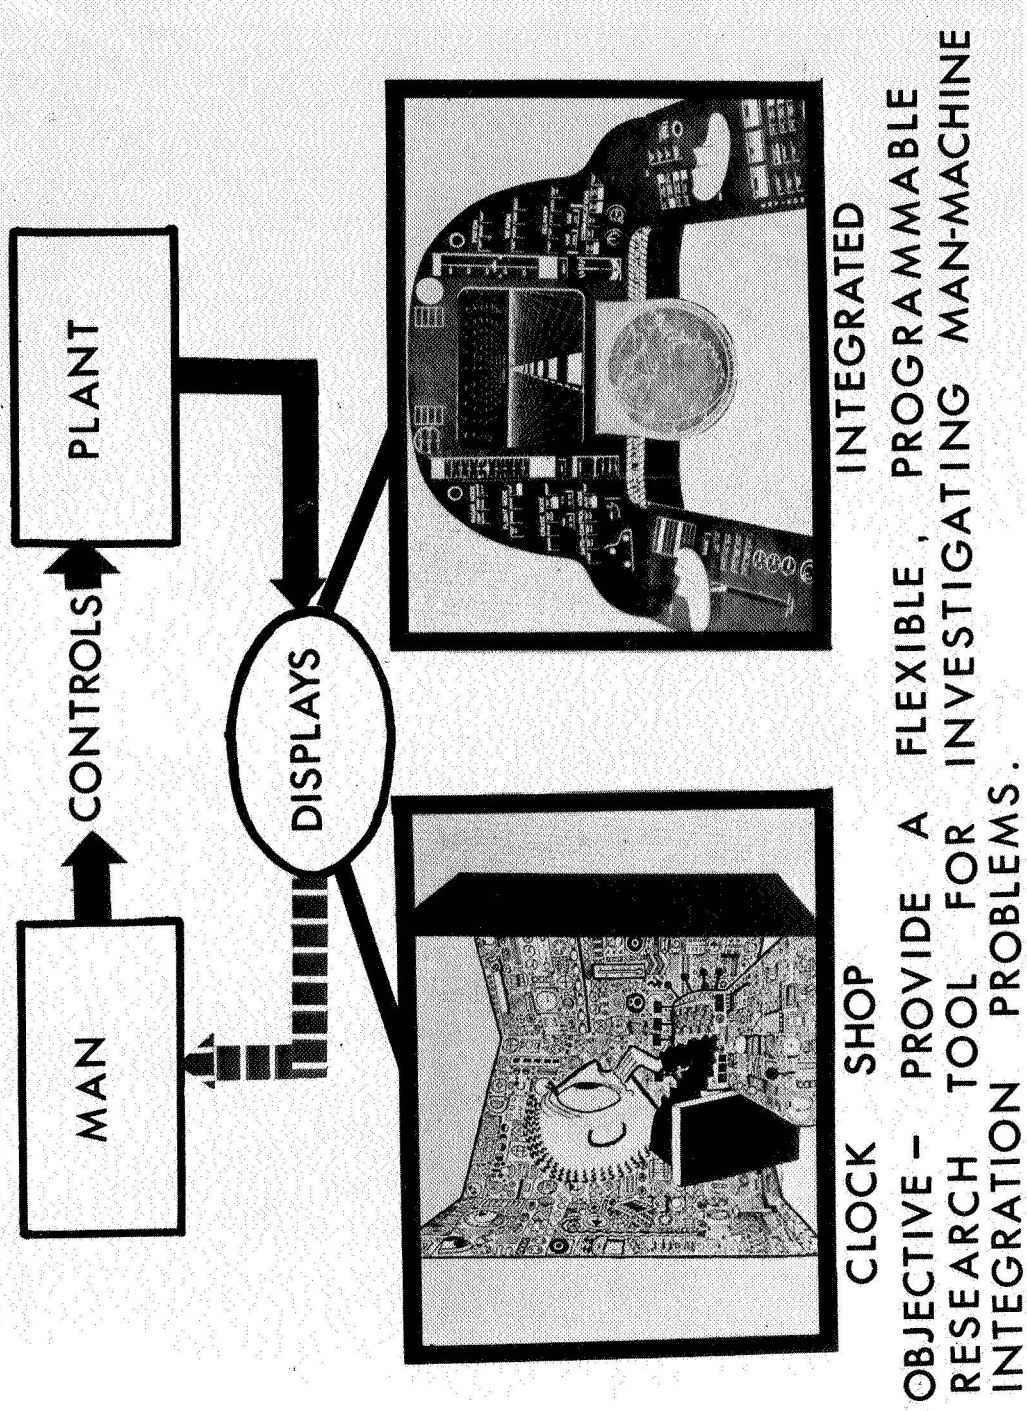 MAN
CONTROLS
PLANT
DISPLAYS
CLOCK SHOP
INTEGRATED
OBJECTIVE - PROVIDE A FLEXIBLE, PROGRAMMABLE
RESEARCH TOOL FOR INVESTIGATING MAN-MACHINE
INTEGRATION PROBLEMS.